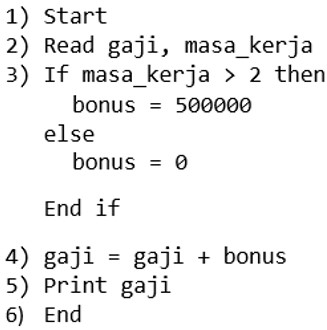 1) Start
2) Read gaji, masa_kerja
3) If masa_kerja > 2 then
bonus = 500000
else
bonus = 0
End if
4) gaji = gaji + bonus
5) Print gaji
6) End